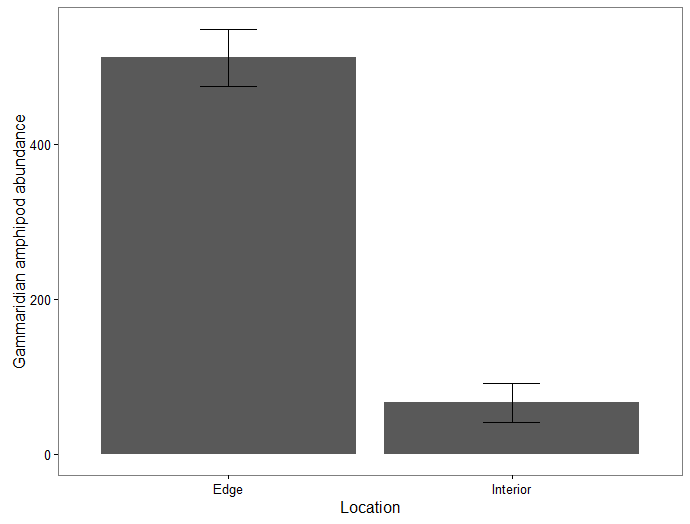 Gammaridian amphipod abundance
400
200
0
Edge Interior
Location